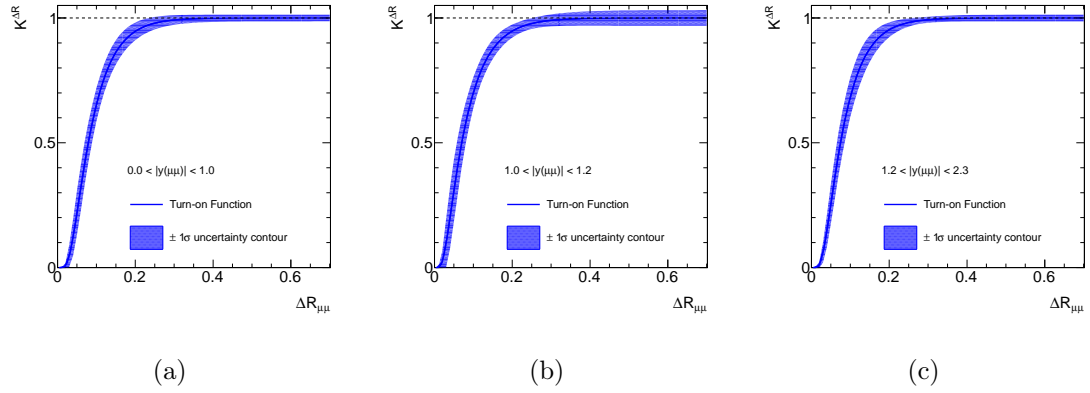 K^ΔR
1
0.5
0
0 0.2 0.4 0.6
ΔR_μμ
0.0 < |y(μμ)| < 1.0
Turn-on Function
± 1σ uncertainty contour
(a)
K^ΔR
1
0.5
0
0 0.2 0.4 0.6
ΔR_μμ
1.0 < |y(μμ)| < 1.2
Turn-on Function
± 1σ uncertainty contour
(b)
K^ΔR
1
0.5
0
0 0.2 0.4 0.6
ΔR_μμ
1.2 < |y(μμ)| < 2.3
Turn-on Function
± 1σ uncertainty contour
(c)